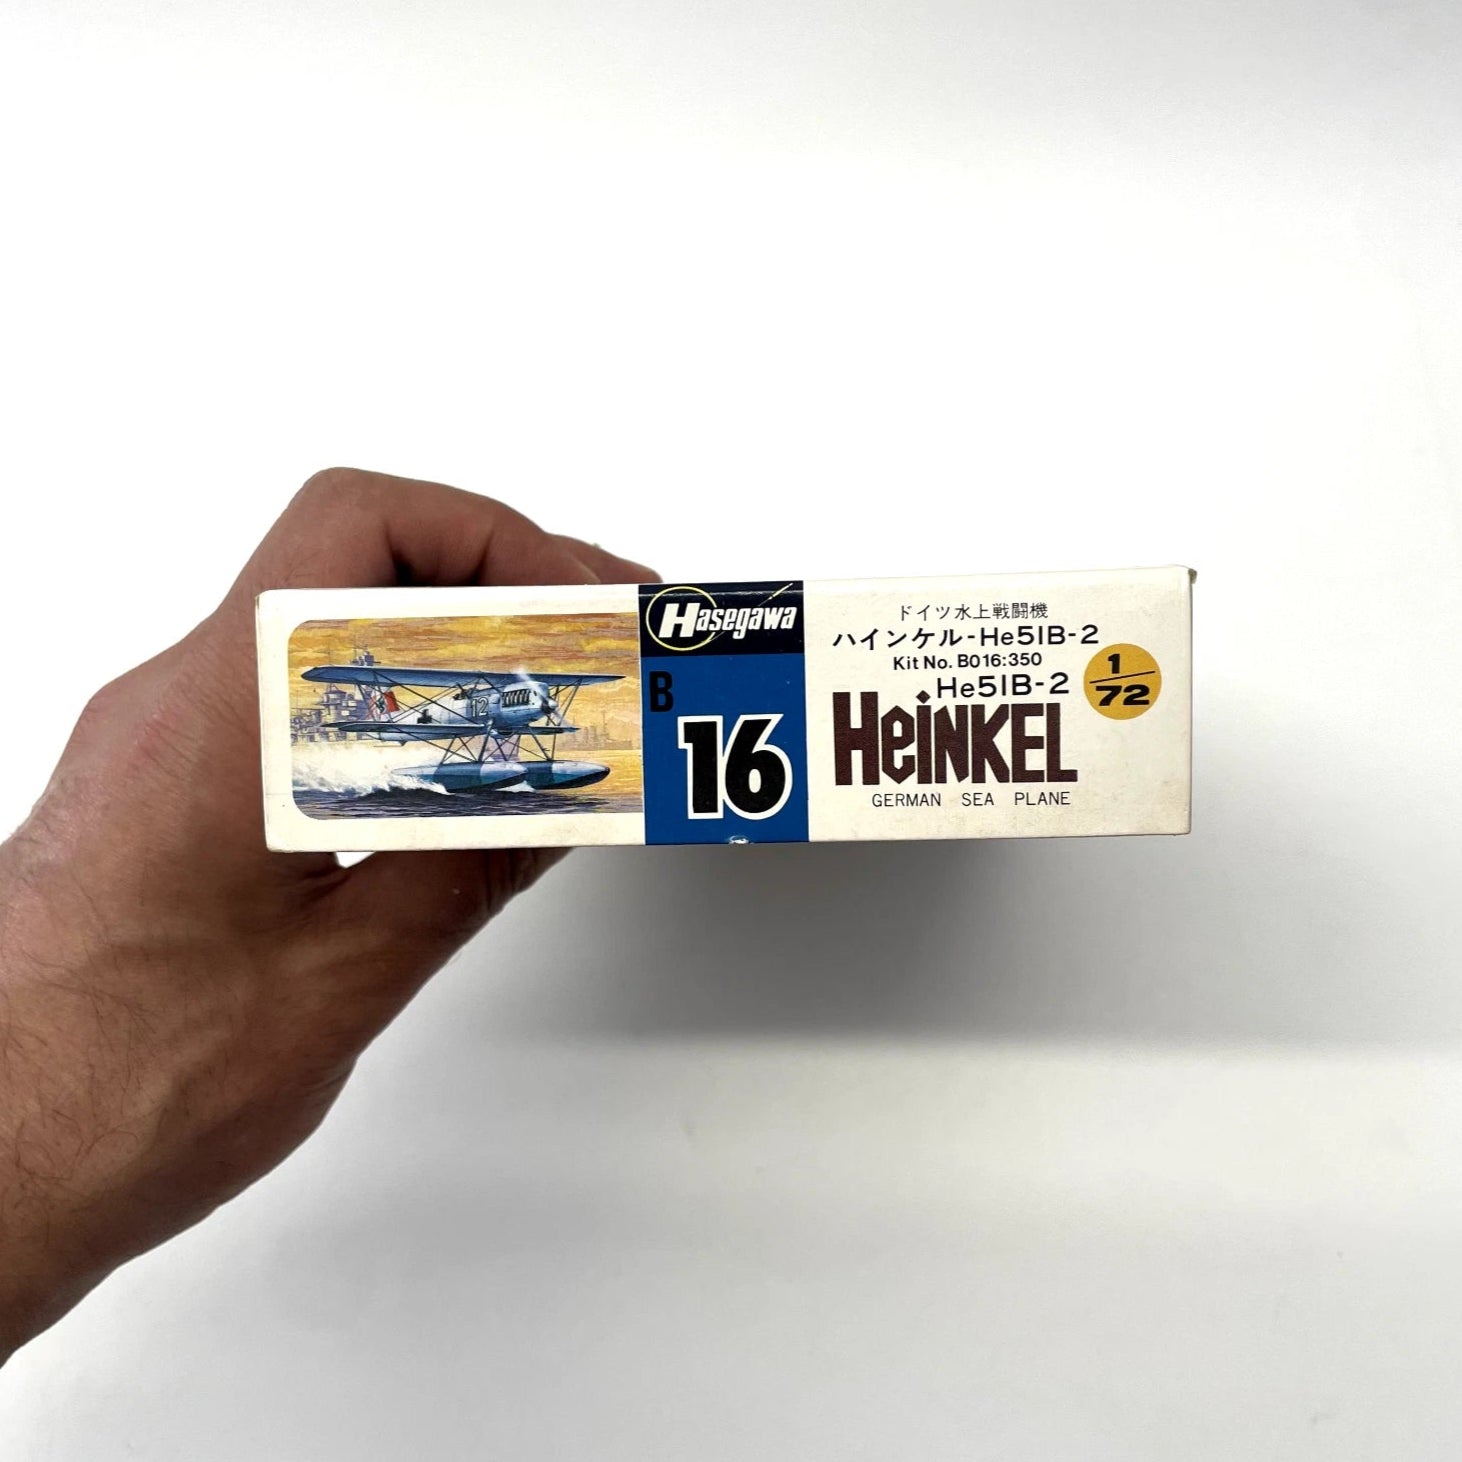 12
Hasegawa
B
16
ドイツ水上戦闘機
ハインケル-He51B-2
Kit No. B016:350
He51B-2
HeiNKEL
GERMAN SEA PLANE
1/72